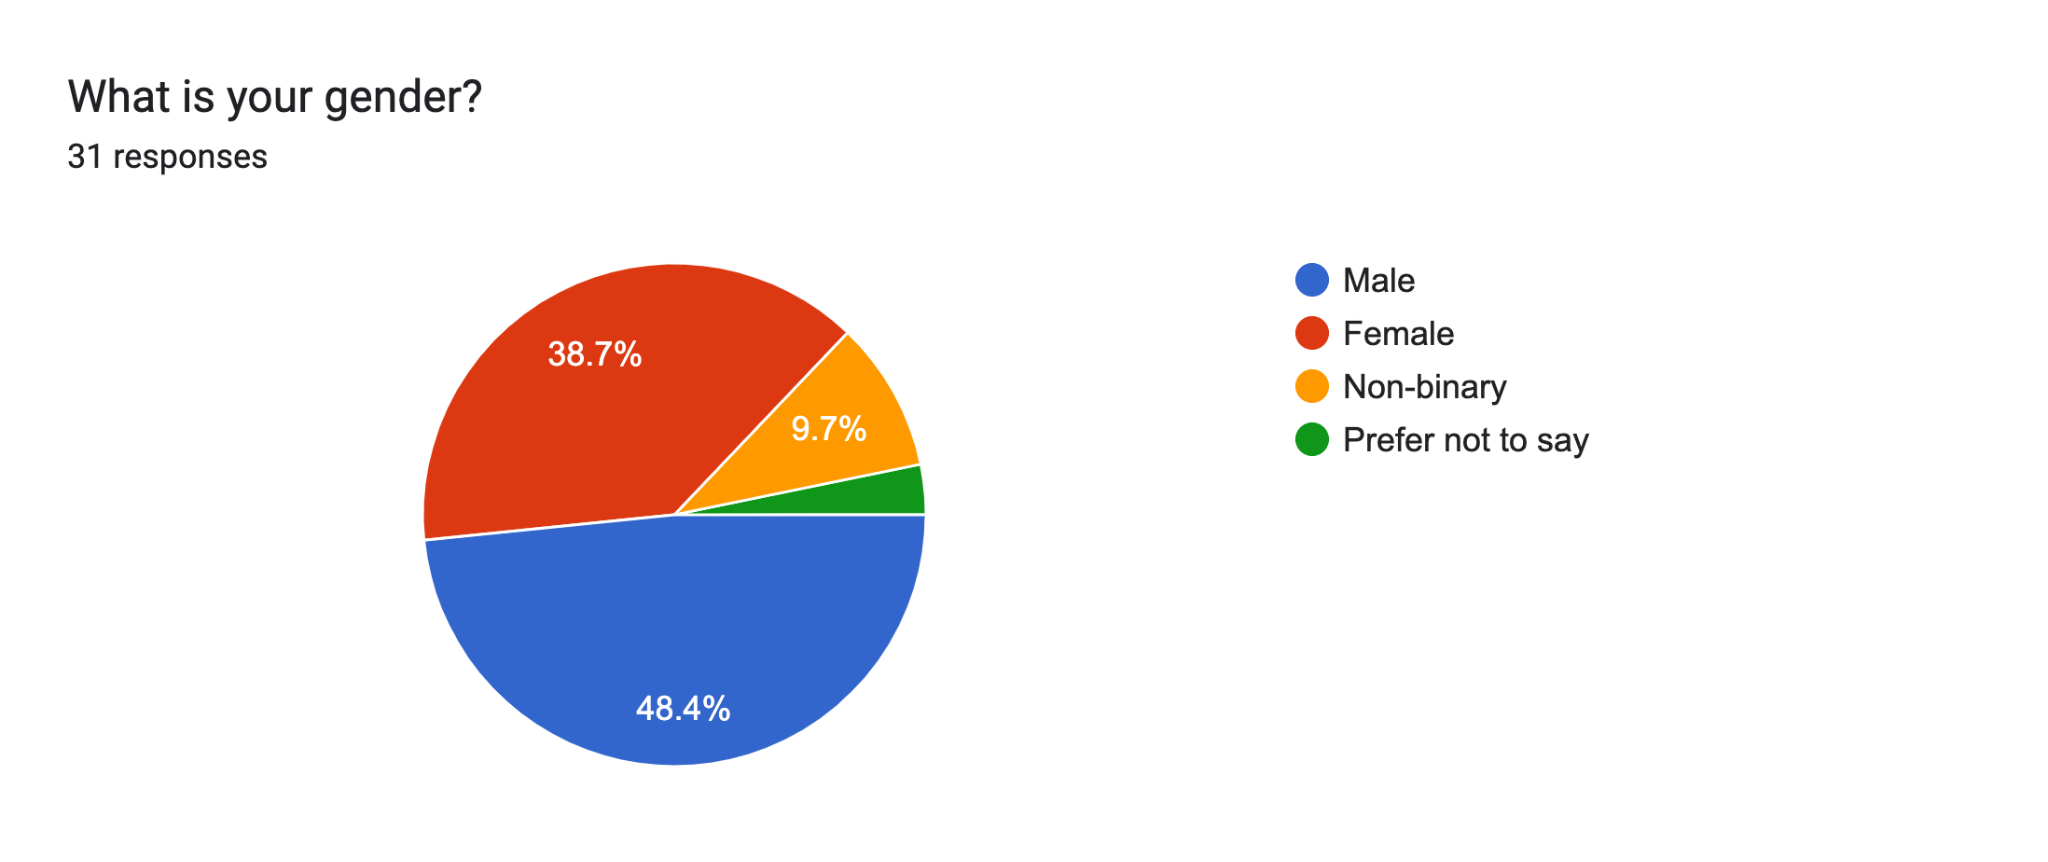 What is your gender?
31 responses
38.7%
9.7%
48.4%
Male
Female
Non-binary
Prefer not to say